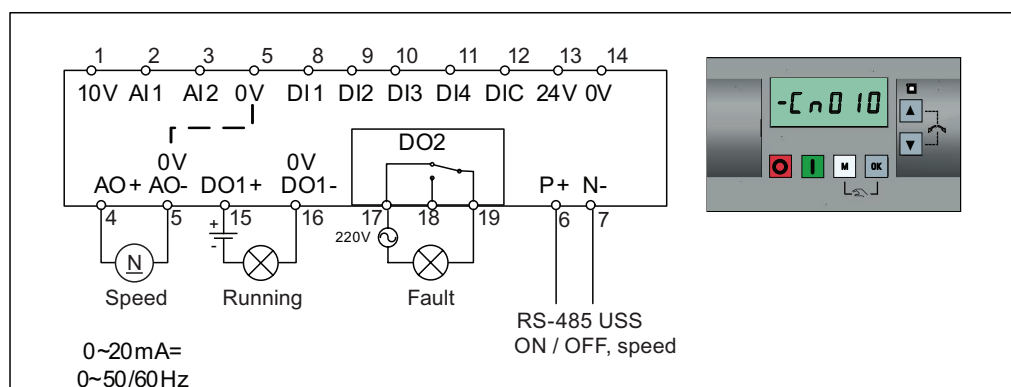 1 2 3 5 8 9 10 11 12 13 14
10V AI1 AI2 0V DI1 DI2 DI3 DI4 DIC 24V 0V
-Cn010
DO2
0V 0V
AO+ AO- DO1+ DO1- P+ N-
M OK
4 5 15 16 17 18 19 6 7
+
-
220V
N
Speed Running Fault
RS-485 USS
ON / OFF, speed
0~20mA=
0~50/60Hz